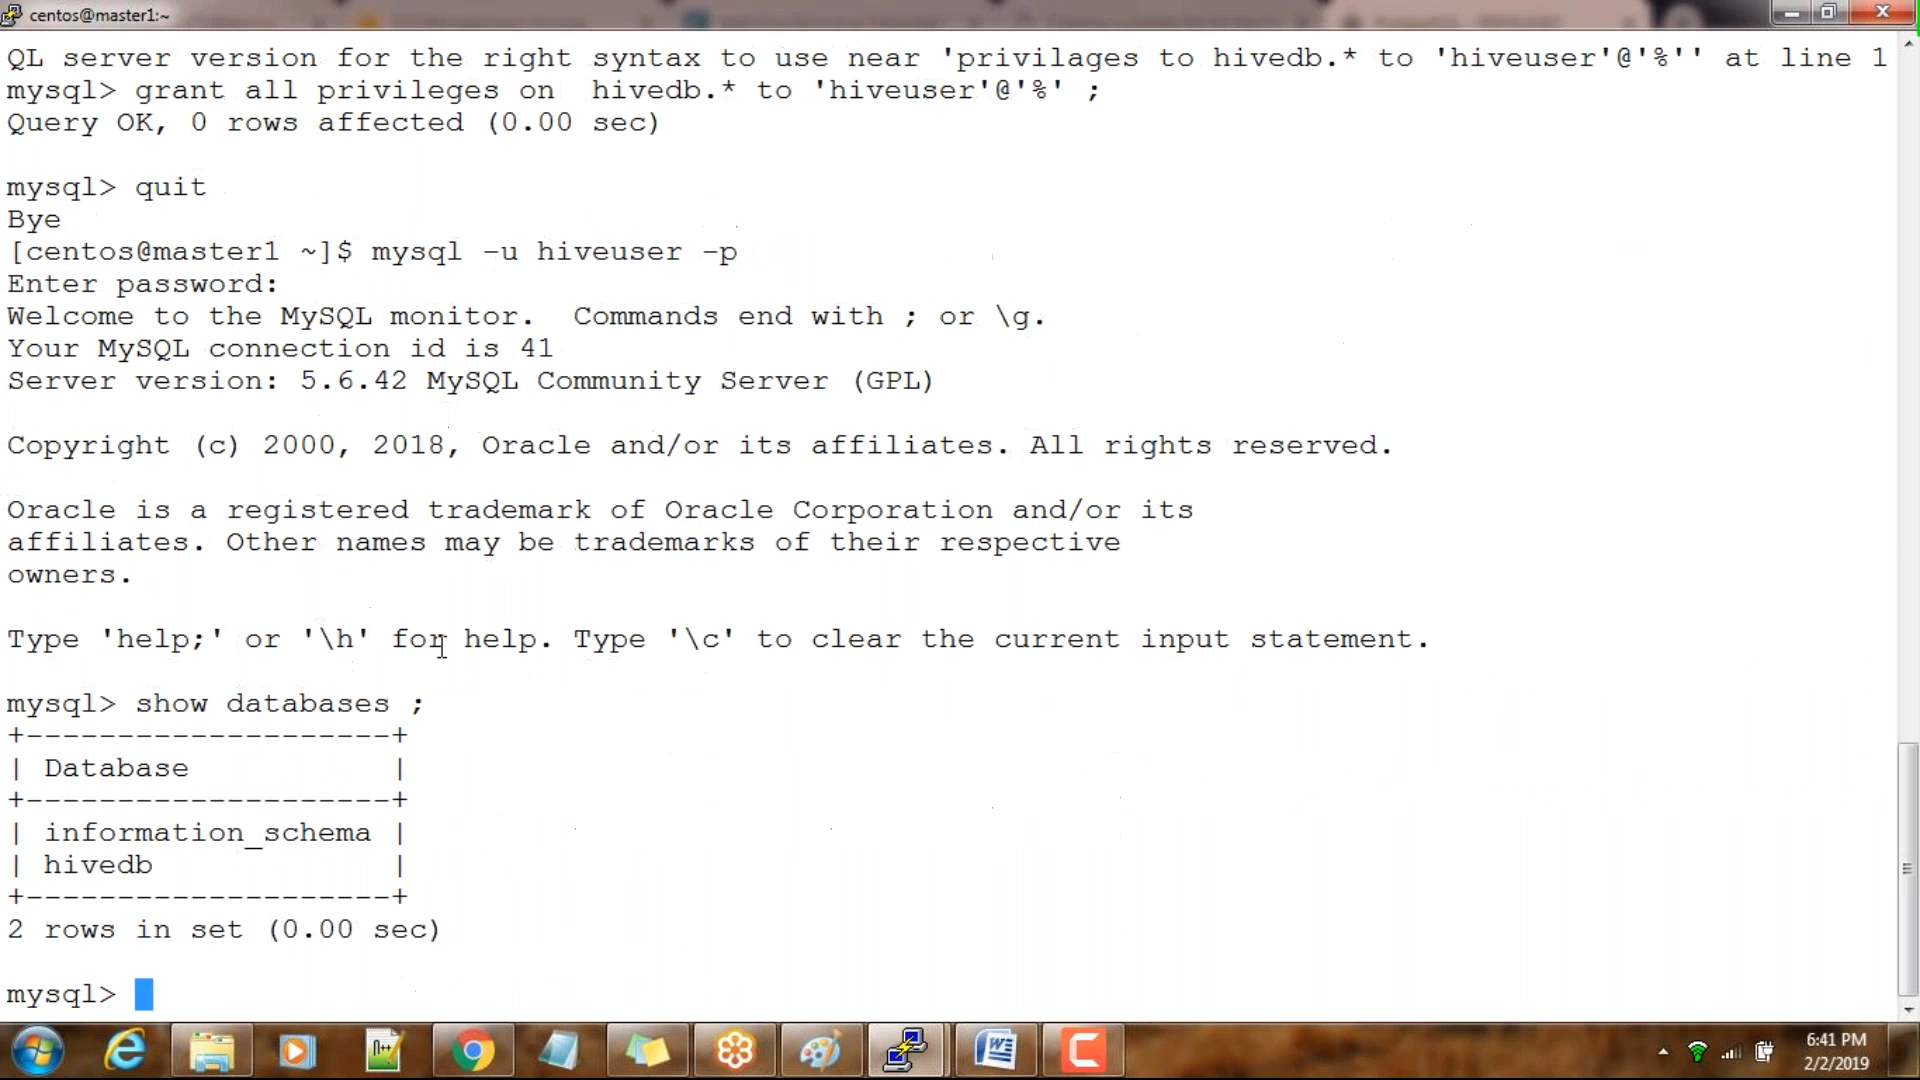 centos@master1:~
QL server version for the right syntax to use near 'privilages to hivedb.* to 'hiveuser'@'%'' at line 1
mysql> grant all privileges on  hivedb.* to 'hiveuser'@'%' ;
Query OK, 0 rows affected (0.00 sec)
mysql> quit
Bye
[centos@master1 ~]$ mysql -u hiveuser -p
Enter password:
Welcome to the MySQL monitor.  Commands end with ; or \g.
Your MySQL connection id is 41
Server version: 5.6.42 MySQL Community Server (GPL)
Copyright (c) 2000, 2018, Oracle and/or its affiliates. All rights reserved.
Oracle is a registered trademark of Oracle Corporation and/or its
affiliates. Other names may be trademarks of their respective
owners.
Type 'help;' or '\h' for help. Type '\c' to clear the current input statement.
mysql> show databases ;
+--------------------+
| Database           |
+--------------------+
| information_schema |
| hivedb             |
+--------------------+
2 rows in set (0.00 sec)
mysql>
6:41 PM
2/2/2019